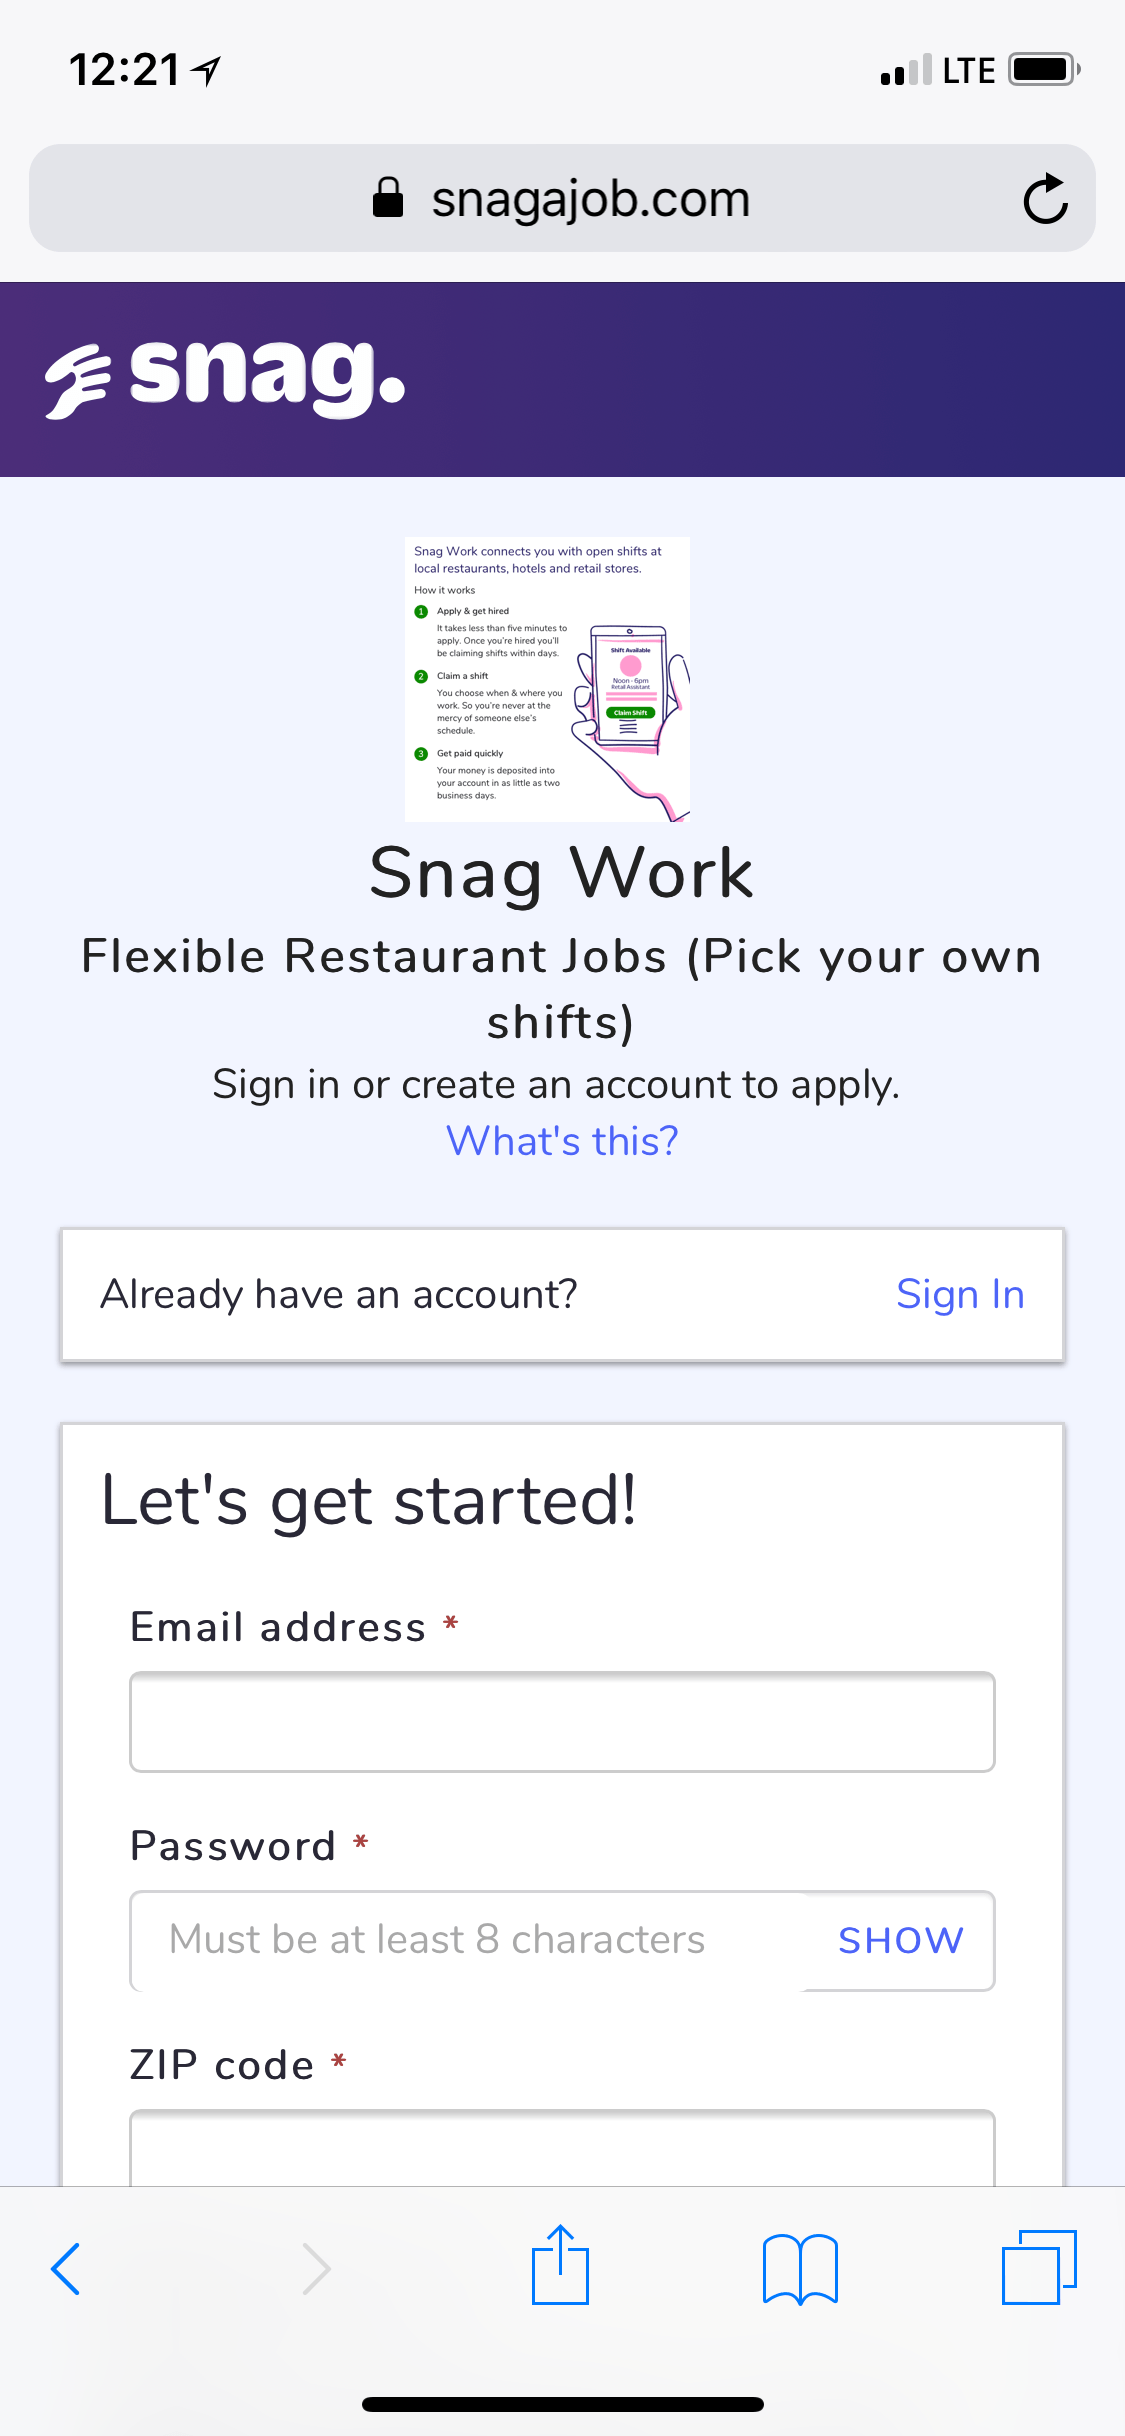 12:21
LTE
snagajob.com
snag.
Snag Work connects you with open shifts at
local restaurants, hotels and retail stores.
How it works
1 Apply & get hired
It takes less than five minutes to
apply. Once you're hired you'll
be claiming shifts within days.
2 Claim a shift
You choose when & where you
work. So you're never at the
mercy of someone else's
schedule.
3 Get paid quickly
Your money is deposited into
your account in as little as two
business days.
Shift Available
Noon - 6pm
Retail Assistant
Claim Shift
Snag Work
Flexible Restaurant Jobs (Pick your own
shifts)
Sign in or create an account to apply.
What's this?
Already have an account?
Sign In
Let's get started!
Email address *
Password *
Must be at least 8 characters
SHOW
ZIP code *